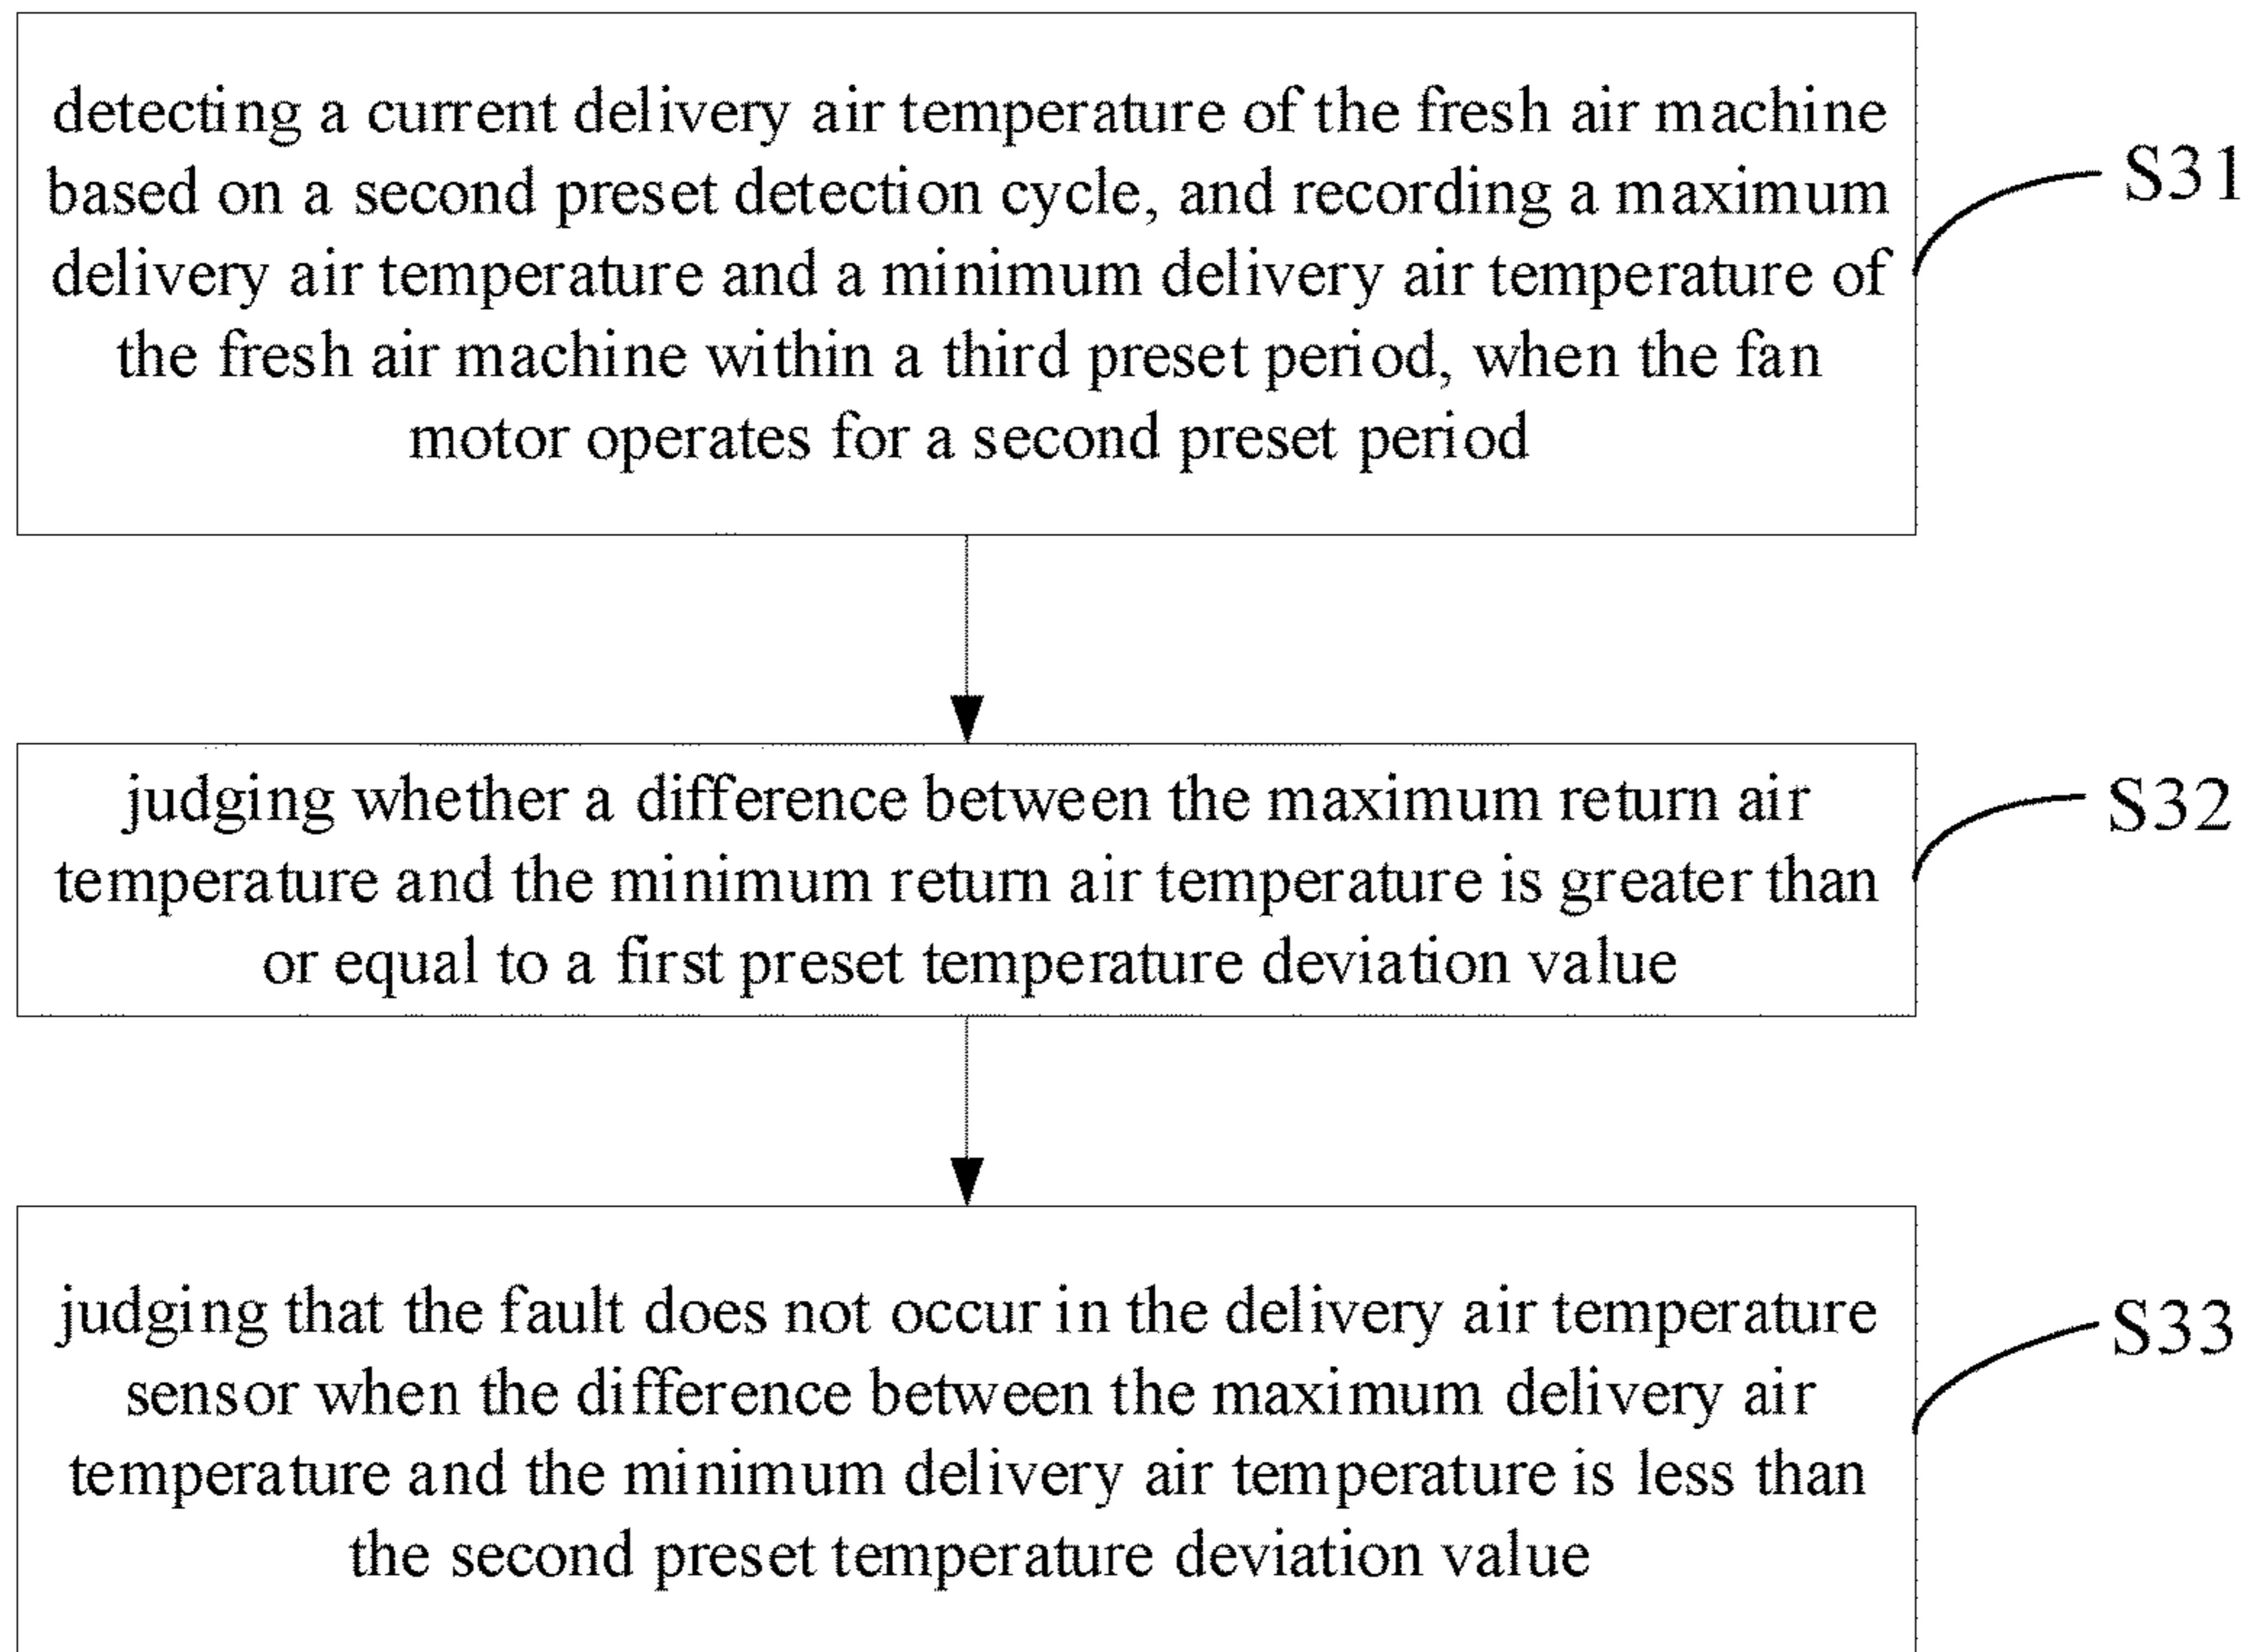 detecting a current delivery air temperature of the fresh air machine
based on a second preset detection cycle, and recording a maximum
delivery air temperature and a minimum delivery air temperature of
the fresh air machine within a third preset period, when the fan
motor operates for a second preset period
S31
judging whether a difference between the maximum return air
temperature and the minimum return air temperature is greater than
or equal to a first preset temperature deviation value
S32
judging that the fault does not occur in the delivery air temperature
sensor when the difference between the maximum delivery air
temperature and the minimum delivery air temperature is less than
the second preset temperature deviation value
S33